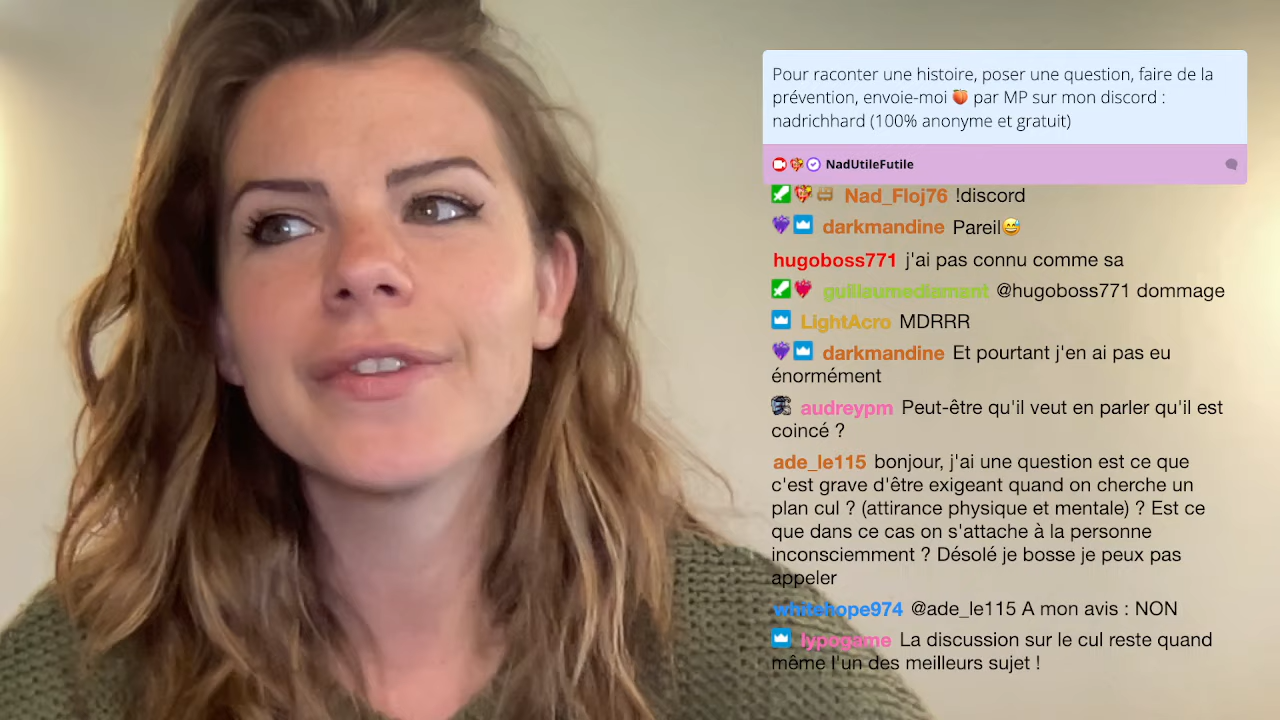 Pour raconter une histoire, poser une question, faire de la
prévention, envoie-moi 🍑 par MP sur mon discord :
nadrichhard (100% anonyme et gratuit)
NadUtileFutile
Nad_Floj76 !discord
darkmandine Pareil😅
hugoboss771 j'ai pas connu comme sa
guillaumediamant @hugoboss771 dommage
LightAcro MDRRR
darkmandine Et pourtant j'en ai pas eu
énormément
audreypm Peut-être qu'il veut en parler qu'il est
coincé ?
ade_le115 bonjour, j'ai une question est ce que
c'est grave d'être exigeant quand on cherche un
plan cul ? (attirance physique et mentale) ? Est ce
que dans ce cas on s'attache à la personne
inconsciemment ? Désolé je bosse je peux pas
appeler
whitehope974 @ade_le115 A mon avis : NON
lypogame La discussion sur le cul reste quand
même l'un des meilleurs sujet !